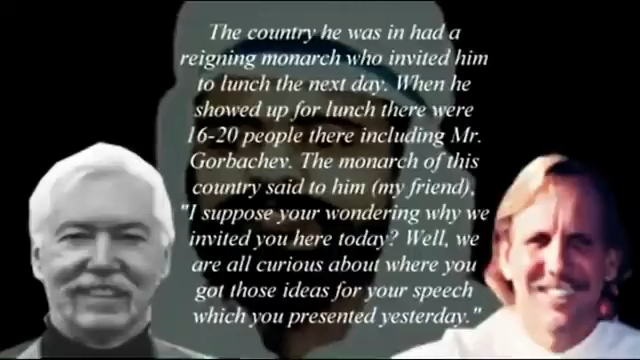 The country he was in had a
reigning monarch who invited him
to lunch the next day. When he
showed up for lunch there were
16-20 people there including Mr.
Gorbachev. The monarch of this
country said to him (my friend),
"I suppose your wondering why we
invited you here today? Well, we
are all curious about where you
got those ideas for your speech
which you presented yesterday."